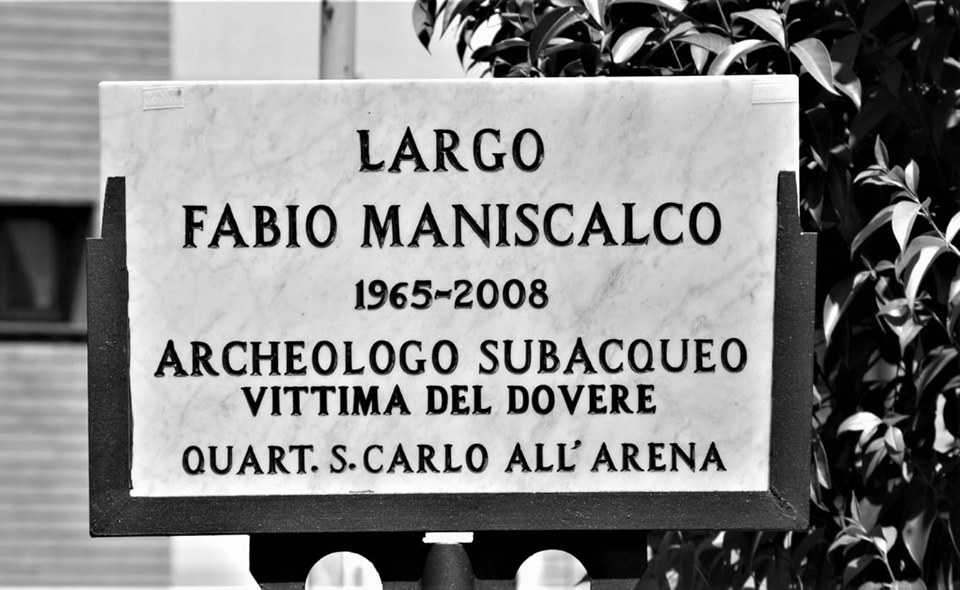 LARGO
FABIO MANISCALCO
1965-2008
ARCHEOLOGO SUBACQUEO
VITTIMA DEL DOVERE
QUART. S. CARLO ALL' ARENA